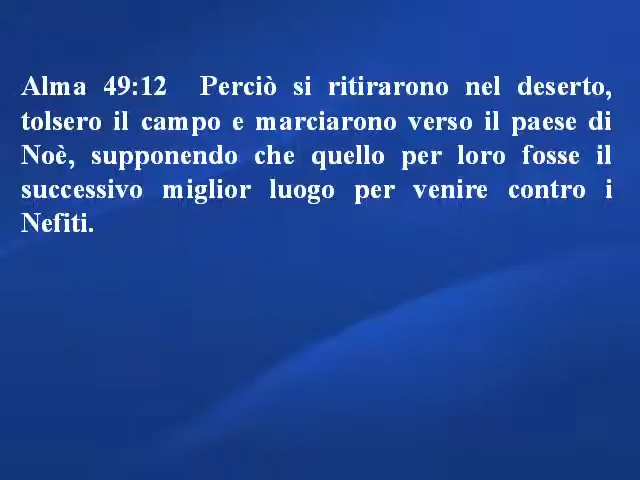 Alma 49:12 Perciò si ritirarono nel deserto,
tolsero il campo e marciarono verso il paese di
Noè, supponendo che quello per loro fosse il
successivo miglior luogo per venire contro i
Nefiti.